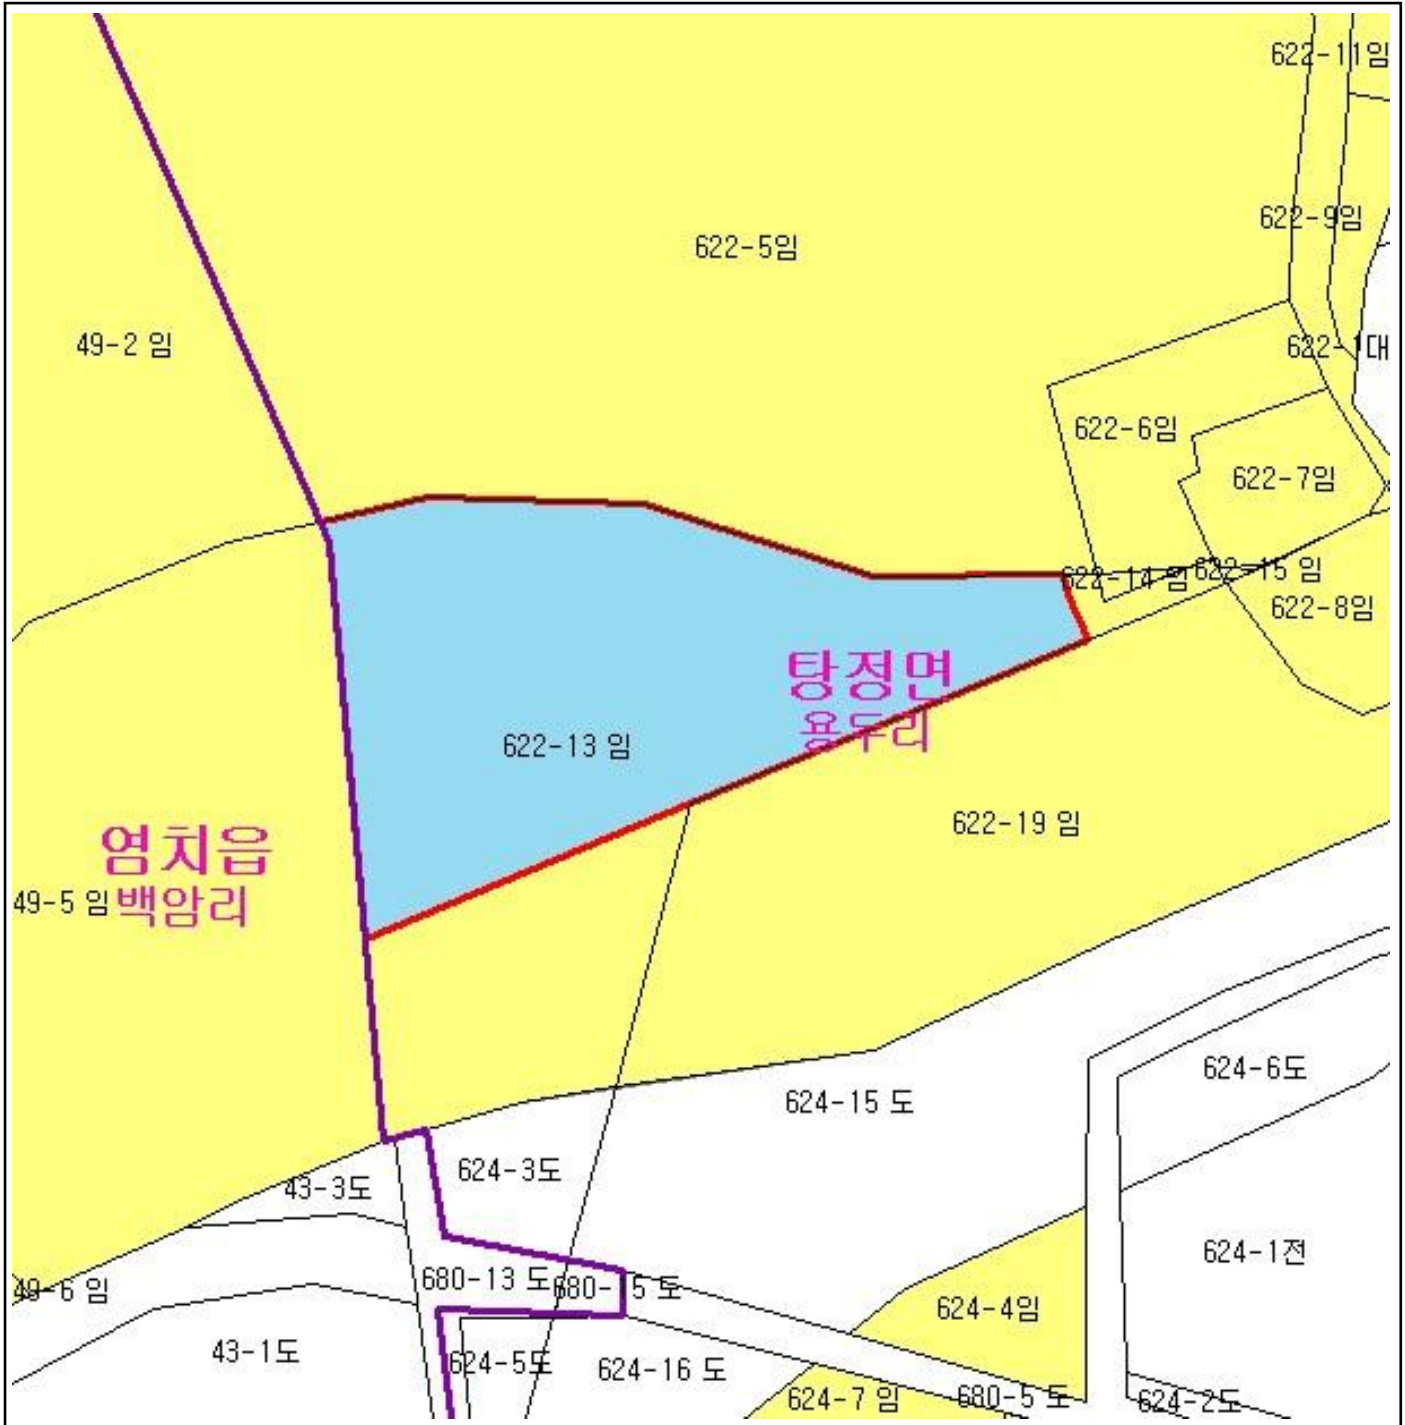 622-11임
622-9임
622-5임
49-2 임
622-1대
622-6임
622-7임
622-14 임
622-15 임
622-8임
탕정면
용두리
622-13 임
622-19 임
염치읍
49-5 임
백암리
624-6도
624-15 도
624-3도
43-3도
624-1전
680-13 도
680-15 도
49-6 임
624-4임
43-1도
624-5도
624-16 도
624-7 임
680-5 도
624-2도